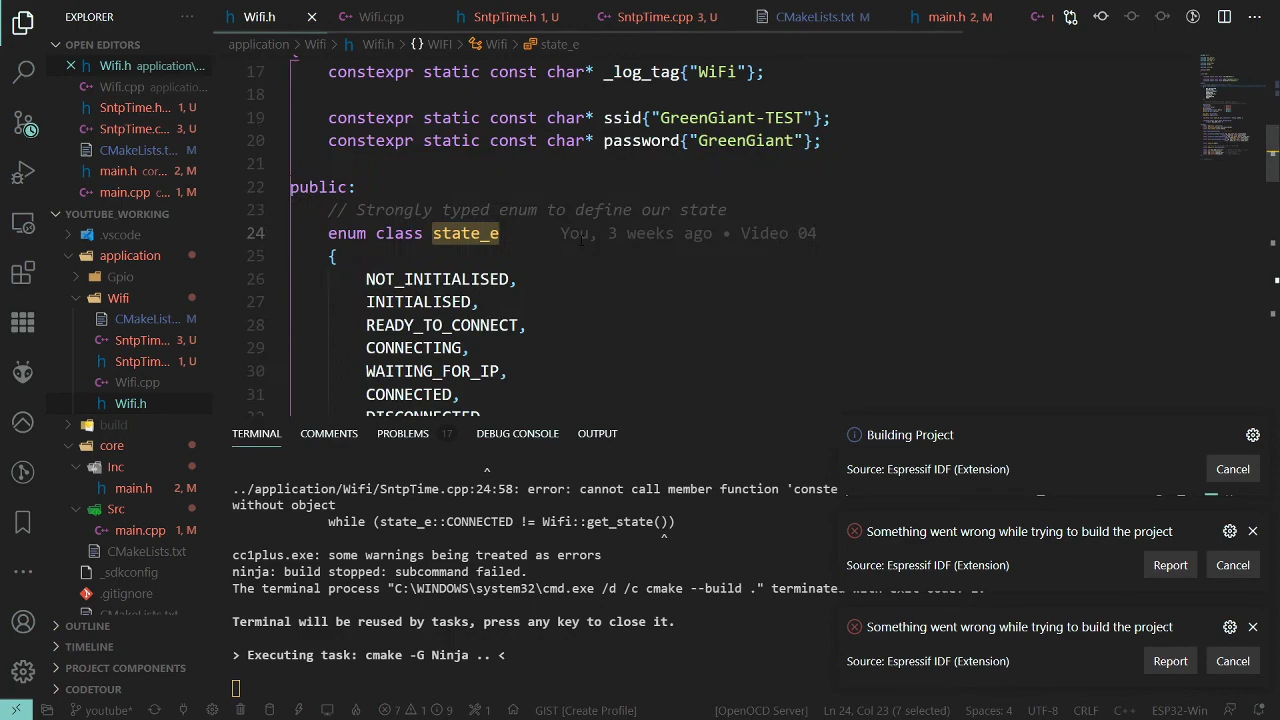 EXPLORER
···
Wifi.h
Wifi.cpp
SntpTime.h 1, U
SntpTime.cpp 3, U
CMakeLists.txt M
main.h 2, M
OPEN EDITORS
Wifi.h application\...
Wifi.cpp applicatio...
SntpTime.h... 1, U
SntpTime.c... 3, U
CMakeLists.t... M
main.h cor... 2, M
main.cpp c... 1, M
YOUTUBE_WORKING
.vscode
application
Gpio
Wifi
CMakeList... M
SntpTim... 3, U
SntpTim... 1, U
Wifi.cpp
Wifi.h
build
core
Inc
main.h 2, M
Src
main.cpp 1, M
CMakeLists.txt
_sdkconfig
.gitignore
CMakeLists.txt
OUTLINE
TIMELINE
PROJECT COMPONENTS
CODETOUR
application > Wifi > Wifi.h > {} WIFI > Wifi > state_e
17 constexpr static const char* _log_tag{"WiFi"};
18
19 constexpr static const char* ssid{"GreenGiant-TEST"};
20 constexpr static const char* password{"GreenGiant"};
21
22 public:
23 // Strongly typed enum to define our state
24 enum class state_e You, 3 weeks ago • Video 04
25 {
26 NOT_INITIALISED,
27 INITIALISED,
28 READY_TO_CONNECT,
29 CONNECTING,
30 WAITING_FOR_IP,
31 CONNECTED,
32 DISCONNECTED
TERMINAL COMMENTS PROBLEMS 17 DEBUG CONSOLE OUTPUT
^
../application/Wifi/SntpTime.cpp:24:58: error: cannot call member function 'conste
without object
while (state_e::CONNECTED != Wifi::get_state())
^
cc1plus.exe: some warnings being treated as errors
ninja: build stopped: subcommand failed.
The terminal process "C:\WINDOWS\system32\cmd.exe /d /c cmake --build ." terminated
Terminal will be reused by tasks, press any key to close it.
> Executing task: cmake -G Ninja .. <
Building Project
Source: Espressif IDF (Extension)
Cancel
Something went wrong while trying to build the project
Source: Espressif IDF (Extension)
Report
Cancel
Something went wrong while trying to build the project
Source: Espressif IDF (Extension)
Report
Cancel
youtube* 7 1 9 1 GIST [Create Profile] [OpenOCD Server] Ln 24, Col 23 (7 selected) Spaces: 4 UTF-8 CRLF C++ ESP32-Win